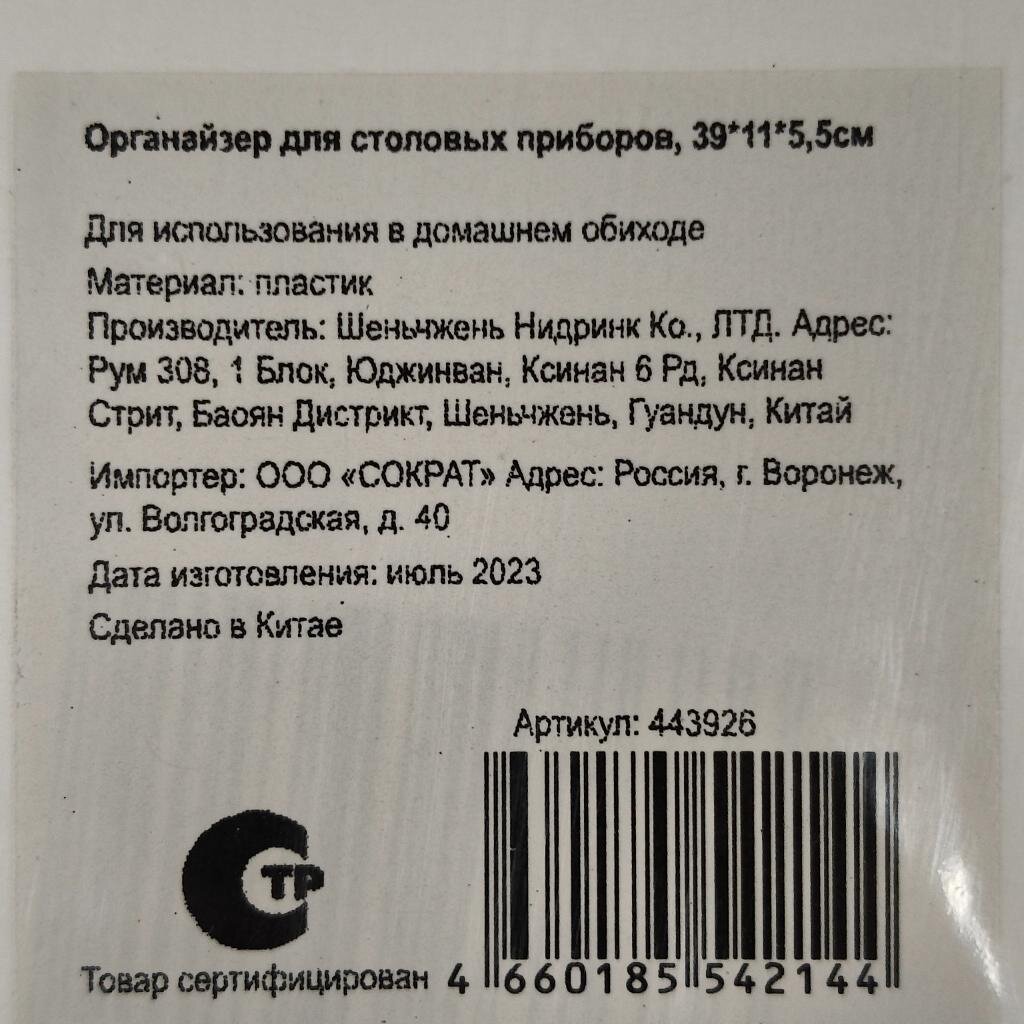 Органайзер для столовых приборов, 39*11*5,5см
Для использования в домашнем обиходе
Материал: пластик
Производитель: Шеньчжень Нидринк Ко., ЛТД. Адрес:
Рум 308, 1 Блок, Юджинван, Ксинан 6 Рд, Ксинан
Стрит, Баоян Дистрикт, Шеньчжень, Гуандун, Китай
Импортер: ООО «СОКРАТ» Адрес: Россия, г. Воронеж,
ул. Волгоградская, д. 40
Дата изготовления: июль 2023
Сделано в Китае
Артикул: 443926
ТР
Товар сертифицирован
4 660185 542144